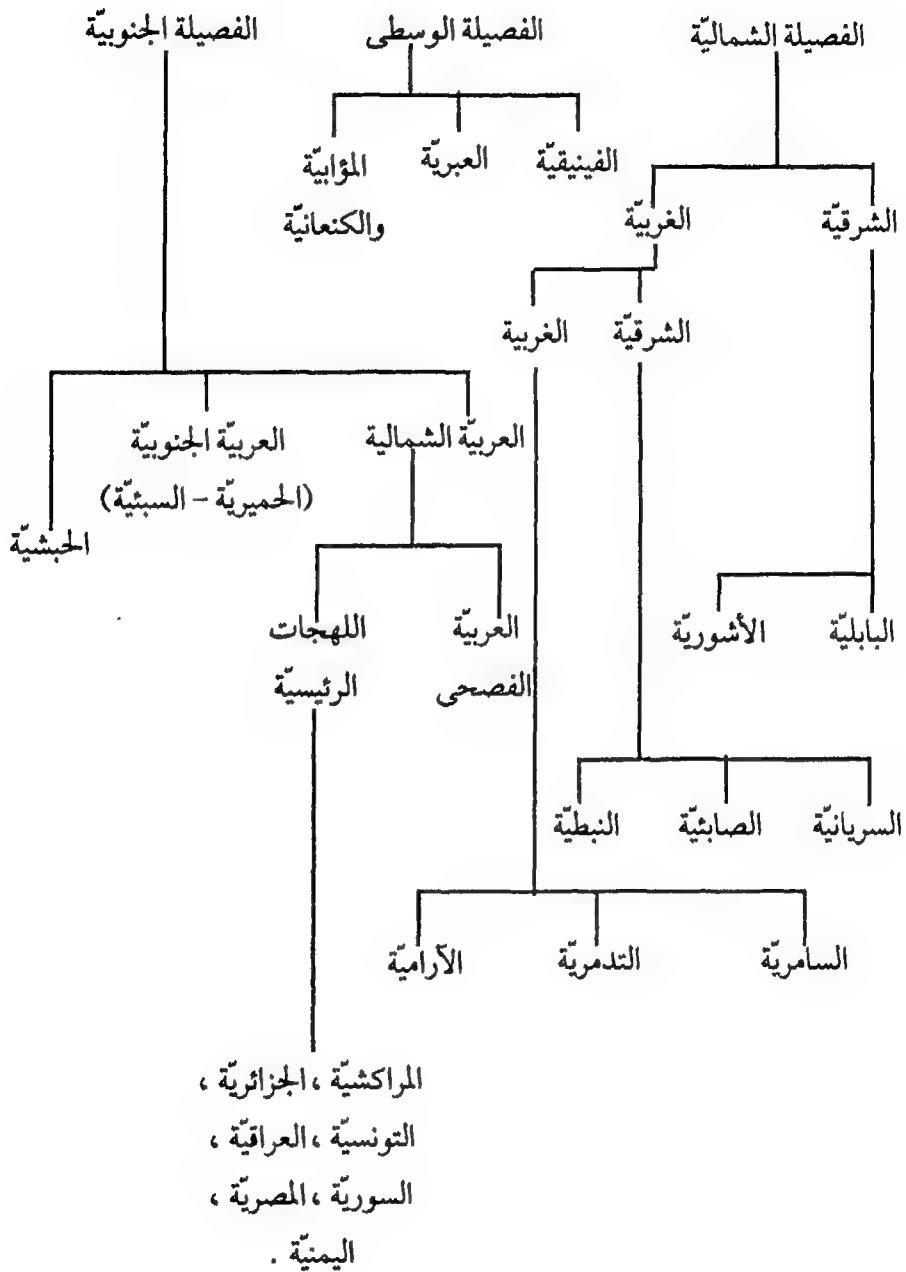 الفصيلة الشماليّة
الفصيلة الوسطى
الفصيلة الجنوبيّة
الفينيقيّة
العبريّة
المؤابيّة
والكنعانيّة
الشرقيّة
الغربيّة
الشرقيّة
الغربية
العربيّة الشمالية
العربيّة الجنوبيّة
(الحميريّة – السبئيّة)
الحبشيّة
البابليّة
الأشوريّة
العربيّة
الفصحى
اللهجات
الرئيسيّة
السريانيّة
الصابئيّة
النبطيّة
السامريّة
التدمريّة
الآراميّة
المراكشيّة ، الجزائريّة ،
التونسيّة ، العراقيّة ،
السوريّة ، المصريّة ،
اليمنيّة .